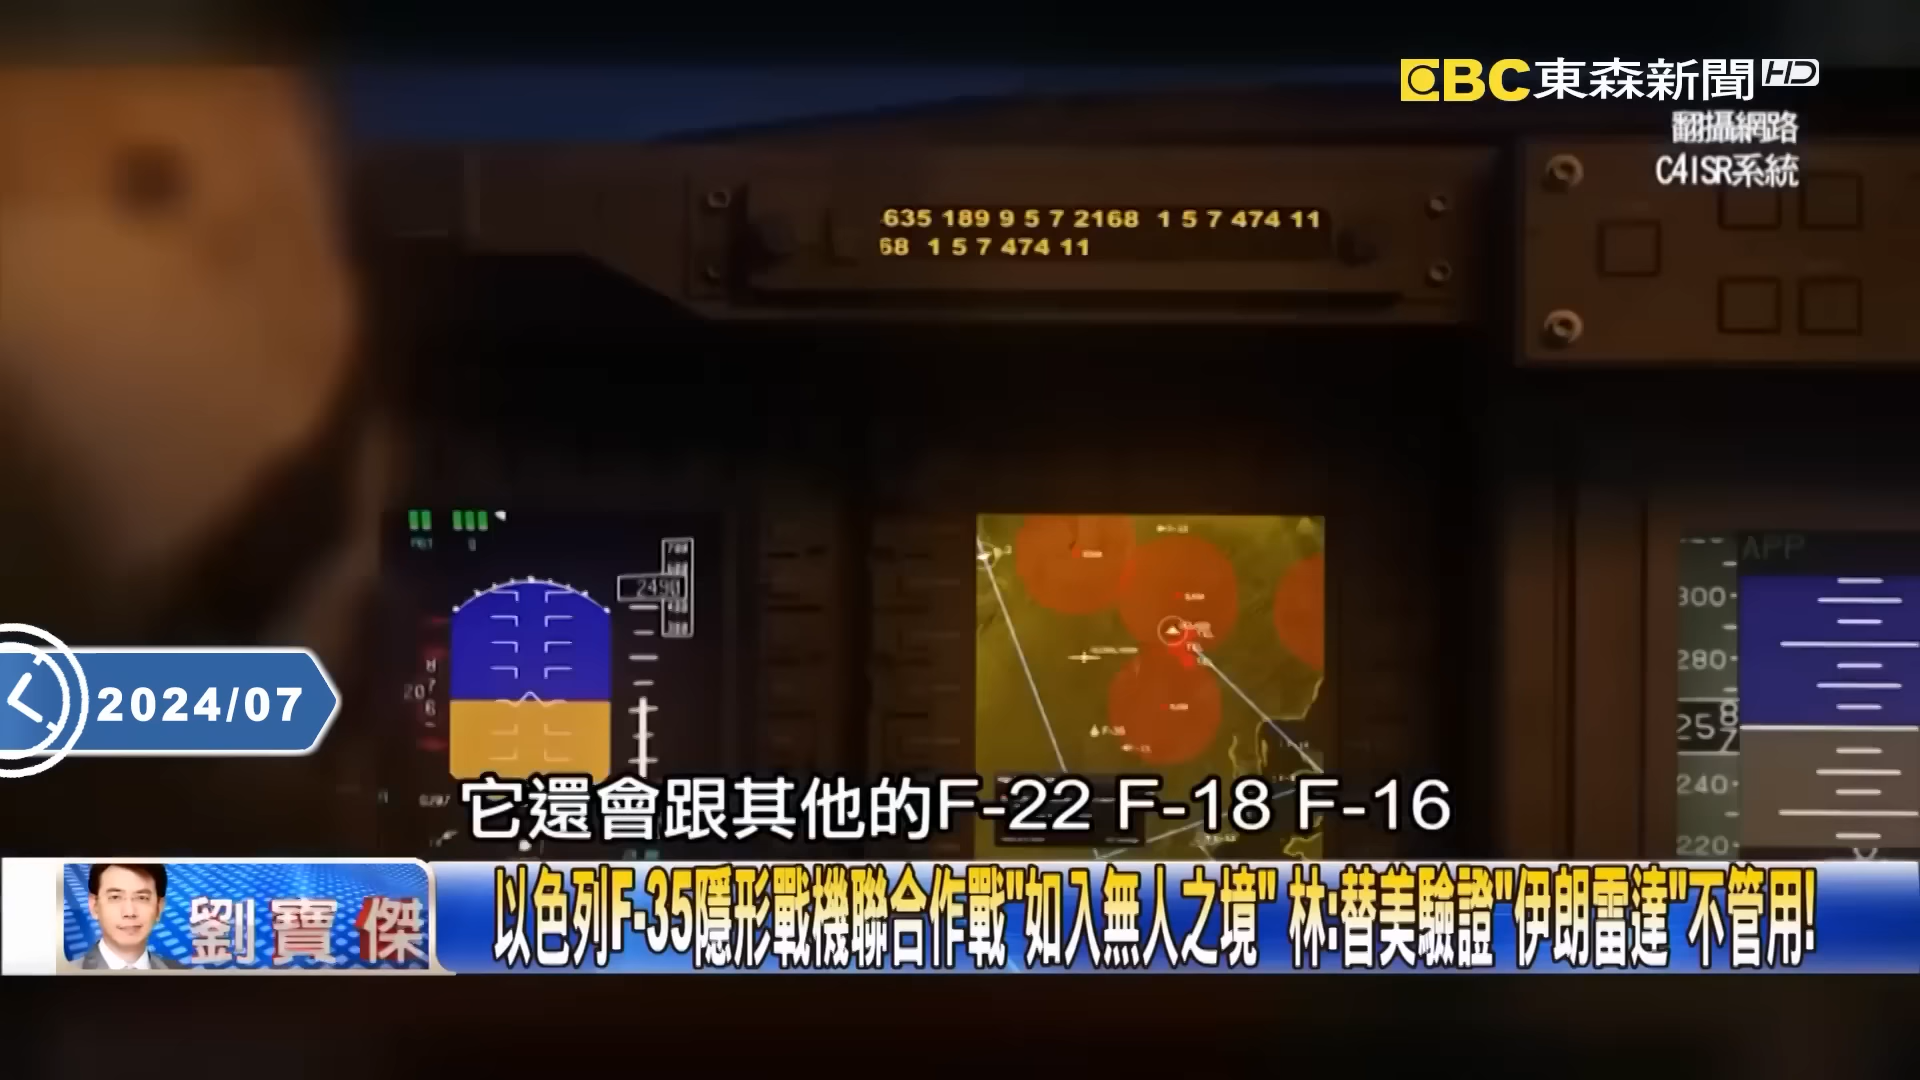 EBC東森新聞HD
翻攝網路
C4ISR系統
635 189 9 5 7 2168 1 5 7 474 11
68 1 5 7 474 11
2490
APP
300
280
240
220
2024/07
它還會跟其他的F-22 F-18 F-16
劉寶傑
以色列F-35隱形戰機聯合作戰"如入無人之境" 林:替美驗證"伊朗雷達"不管用!